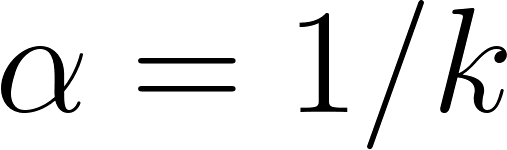 α = 1/k